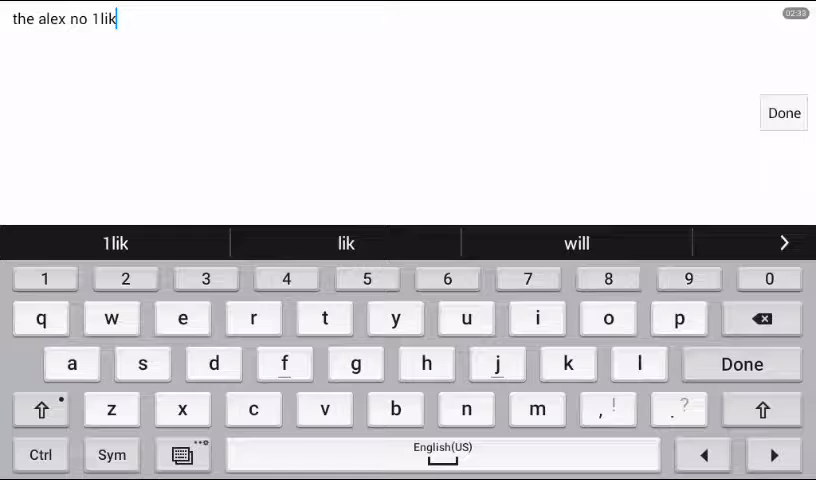 the alex no 1lik
02:33
Done
1lik lik will
1 2 3 4 5 6 7 8 9 0
q w e r t y u i o p
a s d f g h j k l Done
z x c v b n m , ! . ?
Ctrl Sym English(US)